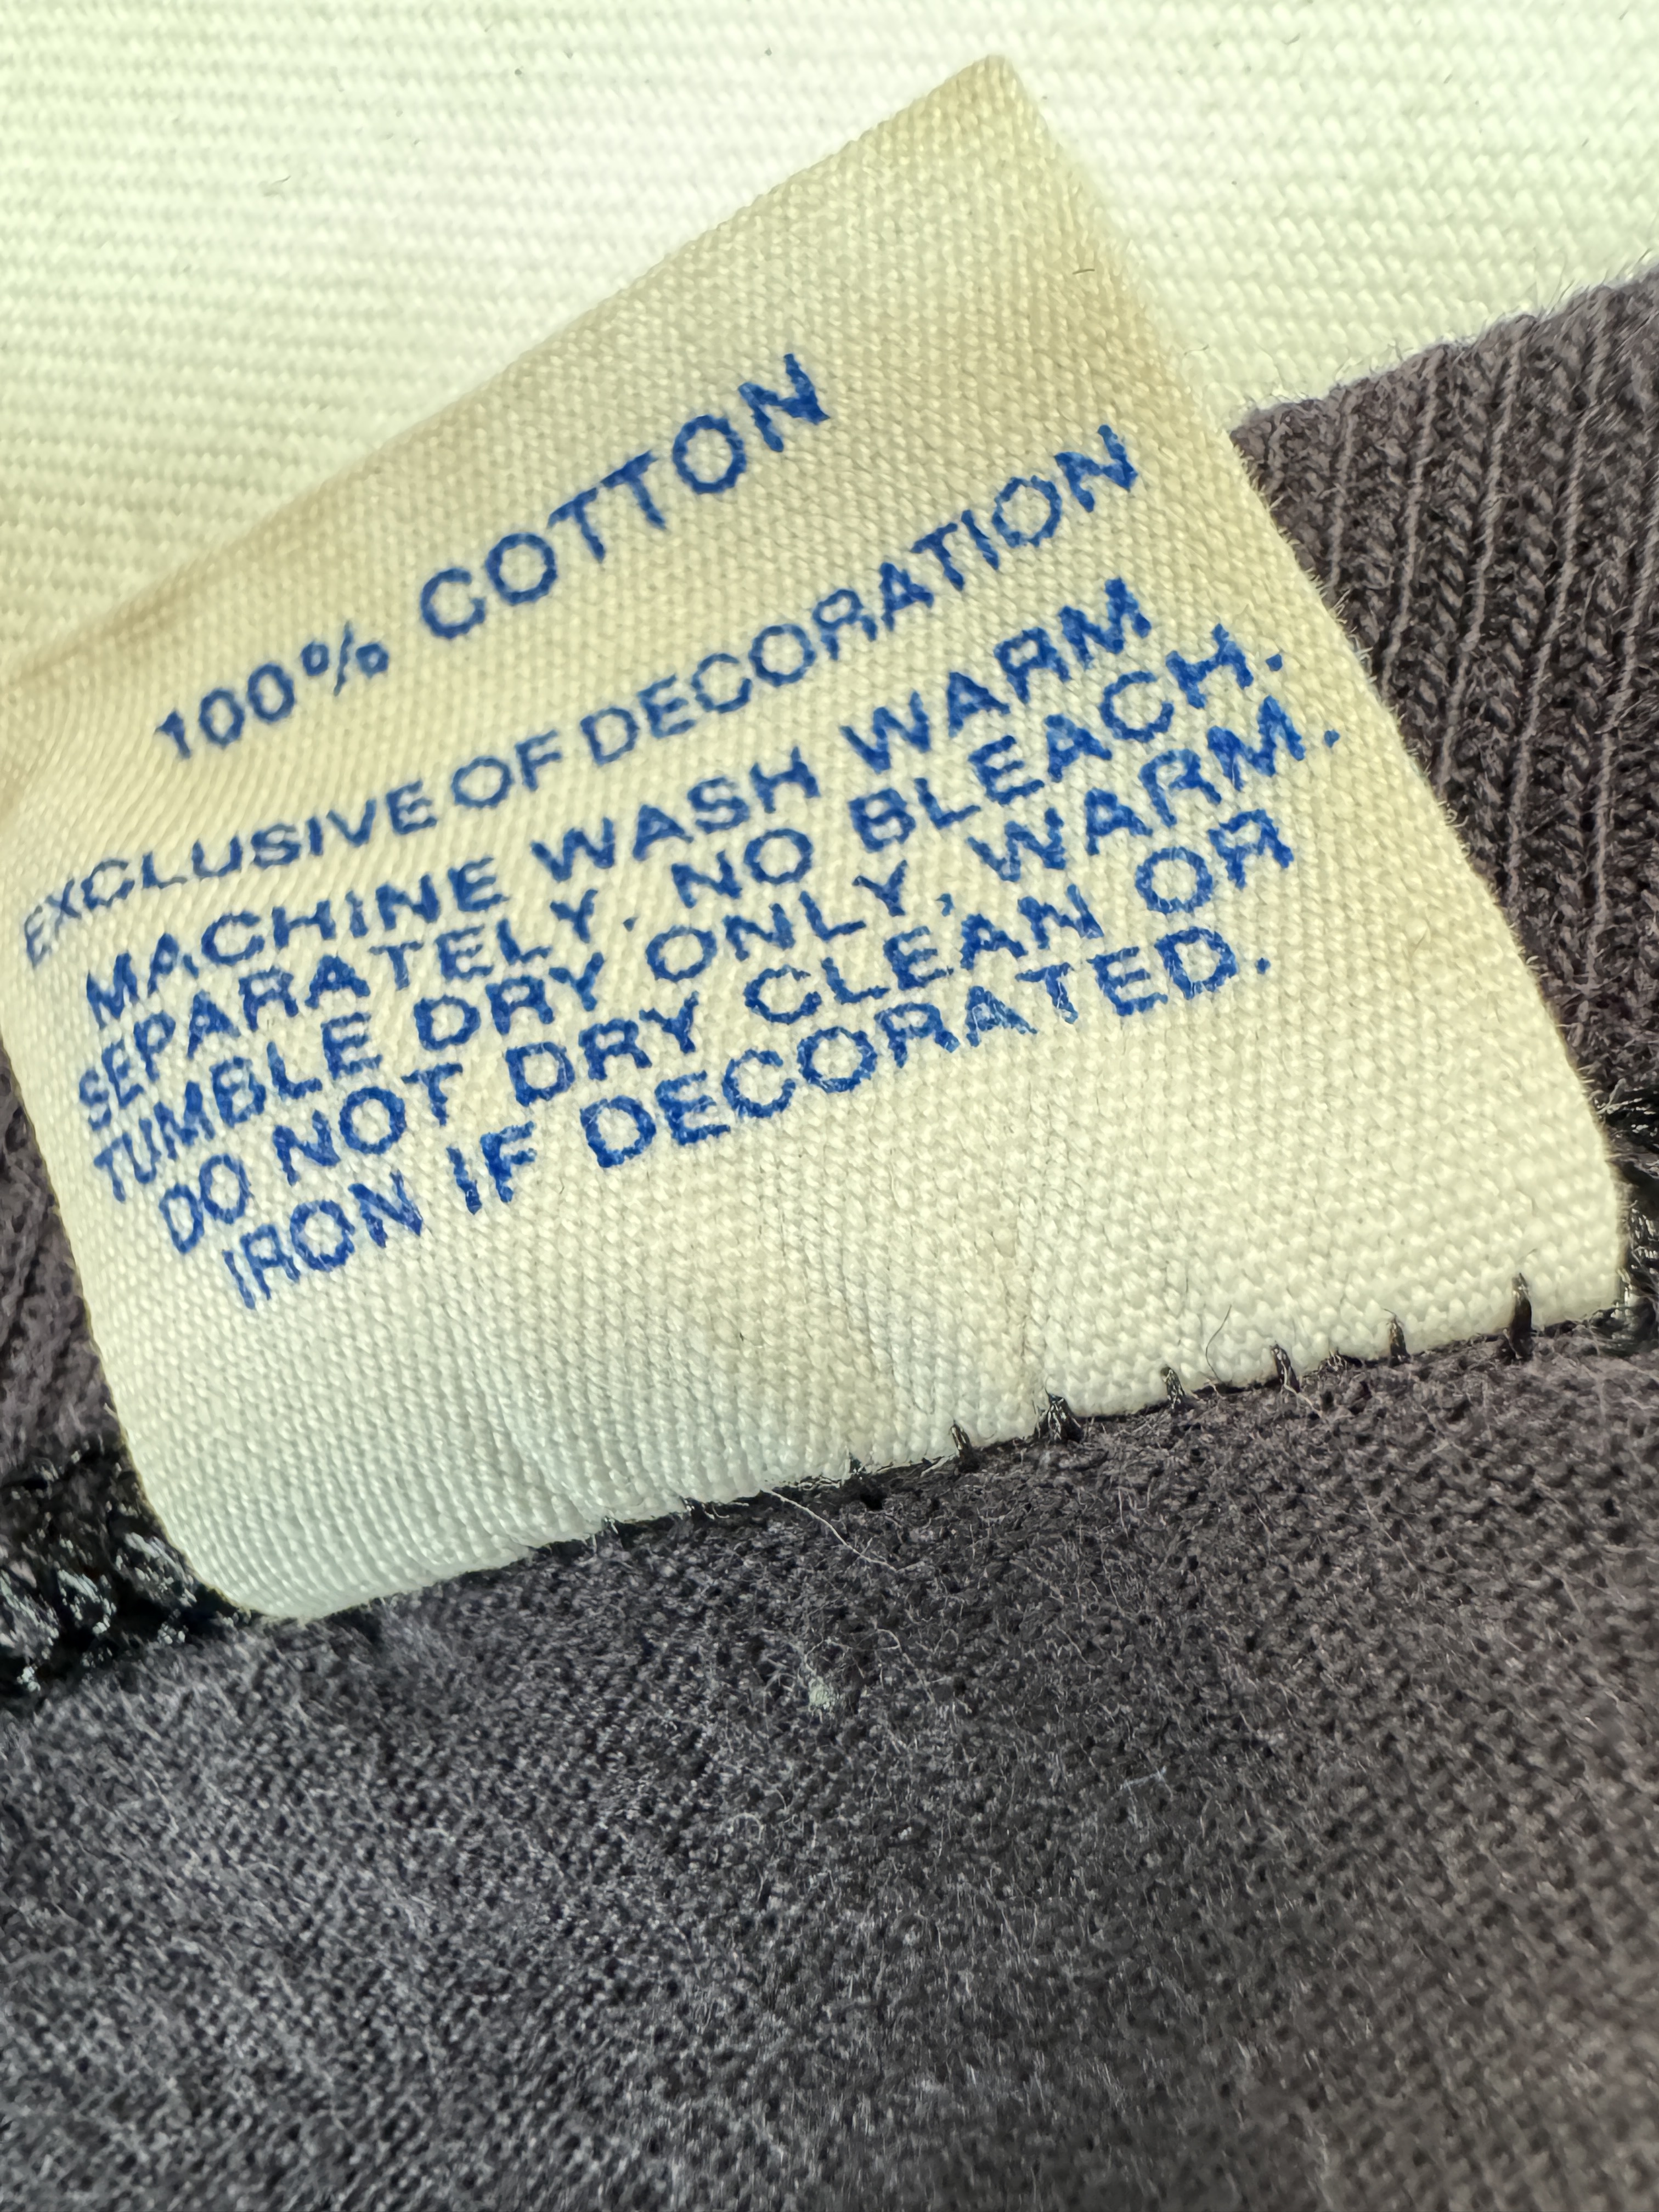 100% COTTON
EXCLUSIVE OF DECORATION
MACHINE WASH WARM
SEPARATELY. NO BLEACH.
TUMBLE DRY ONLY, WARM.
DO NOT DRY CLEAN OR
IRON IF DECORATED.